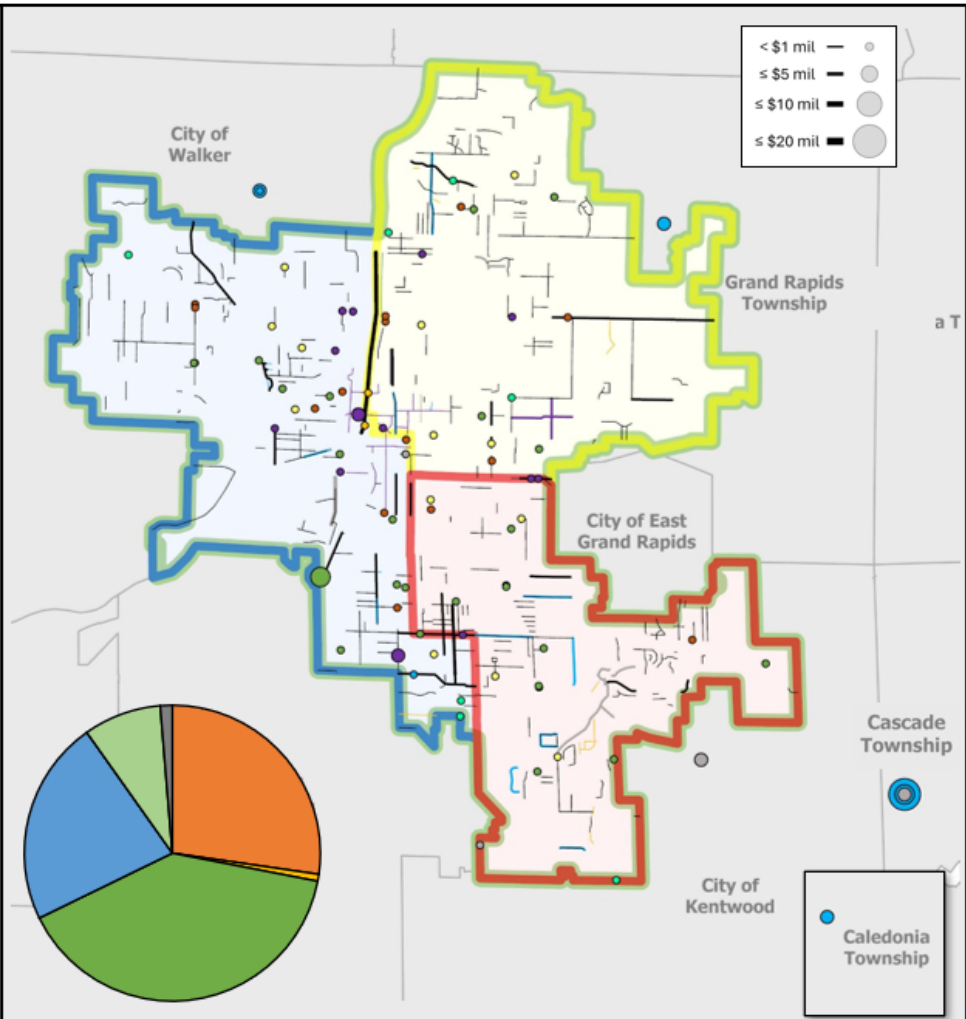 < $1 mil
≤ $5 mil
≤ $10 mil
≤ $20 mil
City of
Walker
Grand Rapids
Township
a T
City of East
Grand Rapids
Cascade
Township
City of
Kentwood
Caledonia
Township